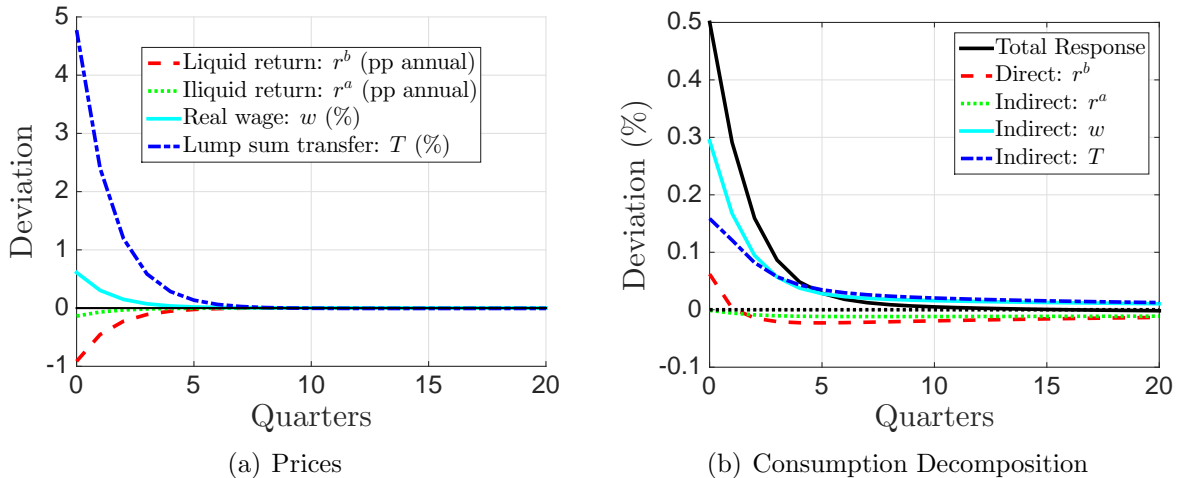 5
4
3
2
1
0
-1
Deviation
Liquid return: r^b (pp annual)
Iliquid return: r^a (pp annual)
Real wage: w (%)
Lump sum transfer: T (%)
0 5 10 15 20
Quarters
(a) Prices
0.5
0.4
0.3
0.2
0.1
0
-0.1
Deviation (%)
Total Response
Direct: r^b
Indirect: r^a
Indirect: w
Indirect: T
0 5 10 15 20
Quarters
(b) Consumption Decomposition